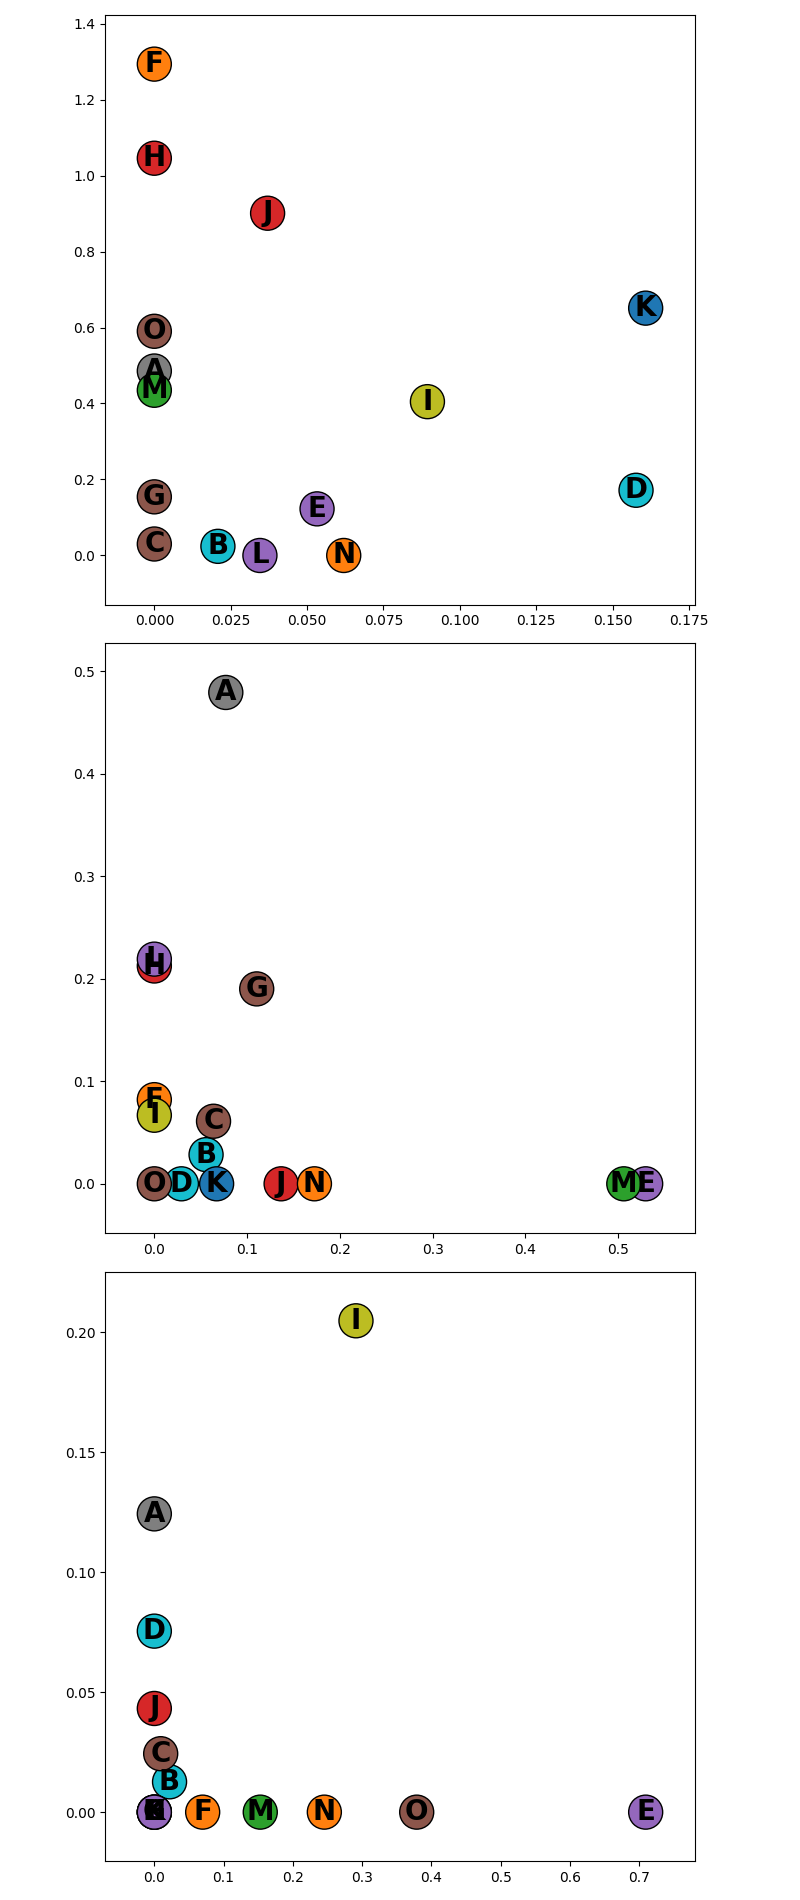 1.4
F
1.2
H
1.0
J
0.8
K
0.6
O
A
M
0.4
I
0.2
G
D
E
C
B
L
N
0.0
0.000 0.025 0.050 0.075 0.100 0.125 0.150 0.175
0.5
A
0.4
0.3
L
H
0.2
G
0.1
F
I
C
B
0.0
O D K J N M E
0.0 0.1 0.2 0.3 0.4 0.5
I
0.20
0.15
A
0.10
D
0.05
J
C
B
0.00
F M N O E
0.0 0.1 0.2 0.3 0.4 0.5 0.6 0.7